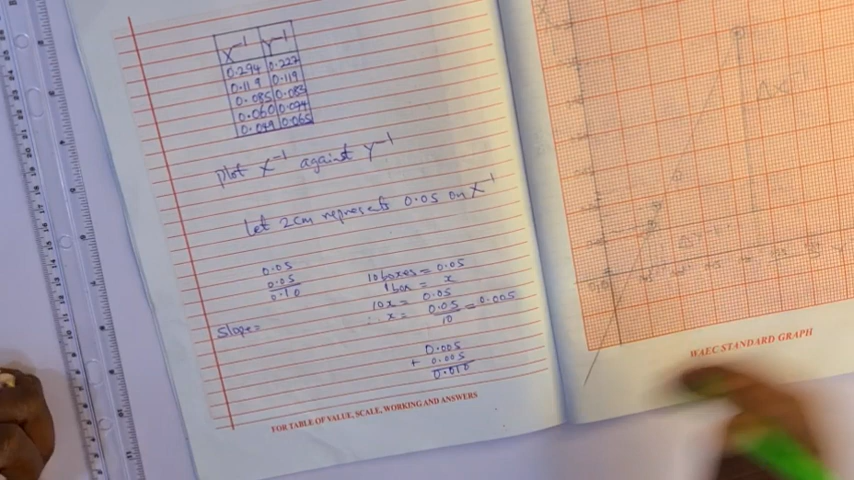 x⁻¹ y⁻¹
0.294 0.227
0.119 0.119
0.085 0.083
0.060 0.074
0.049 0.065
plot x⁻¹ against y⁻¹
Let 2cm represents 0.05 on x⁻¹
0.05
0.05
0.10
10 boxes = 0.05
1 box = x
10x = 0.05
∴ x = 0.05 = 0.005
10
Slope=
0.005
+ 0.005
0.010
FOR TABLE OF VALUE, SCALE, WORKING AND ANSWERS
WAEC STANDARD GRAPH